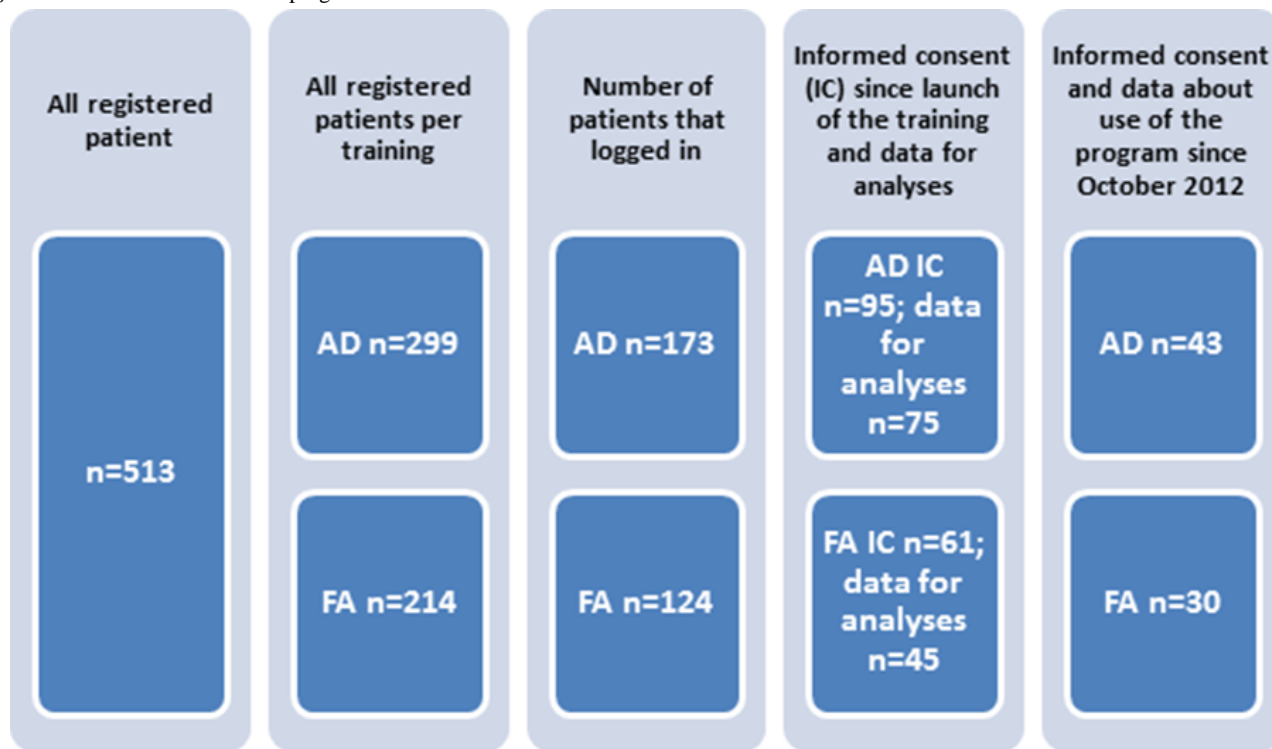 All registered
patient
n=513
All registered
patients per
training
AD n=299
FA n=214
Number of
patients that
logged in
AD n=173
FA n=124
Informed consent
(IC) since launch
of the training
and data for
analyses
AD IC
n=95; data
for
analyses
n=75
FA IC n=61;
data for
analyses
n=45
Informed consent
and data about
use of the
program since
October 2012
AD n=43
FA n=30